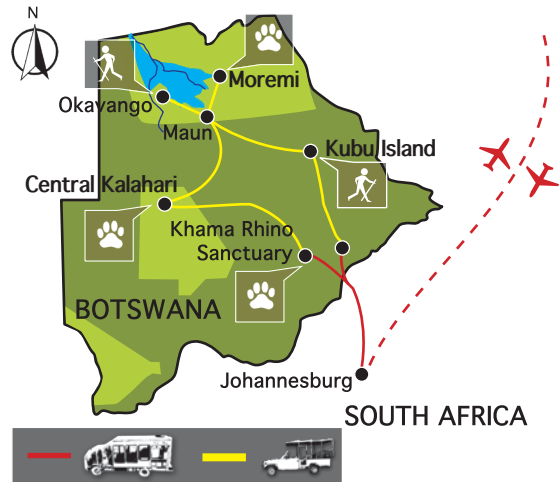 N
Moremi
Okavango
Maun
Kubu Island
Central Kalahari
Khama Rhino
Sanctuary
BOTSWANA
Johannesburg
SOUTH AFRICA